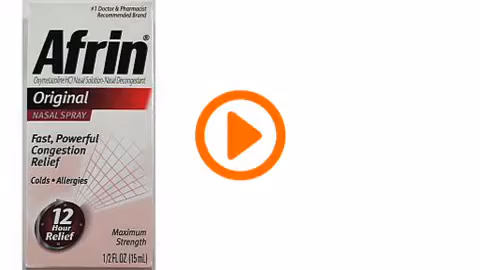 #1 Doctor & Pharmacist
Recommended Brand
Afrin®
Oxymetazoline HCl Nasal Solution-Nasal Decongestant
Original
NASAL SPRAY
Fast, Powerful
Congestion
Relief
Colds • Allergies
12
Hour
Relief
Maximum
Strength
1/2 FL OZ (15 mL)